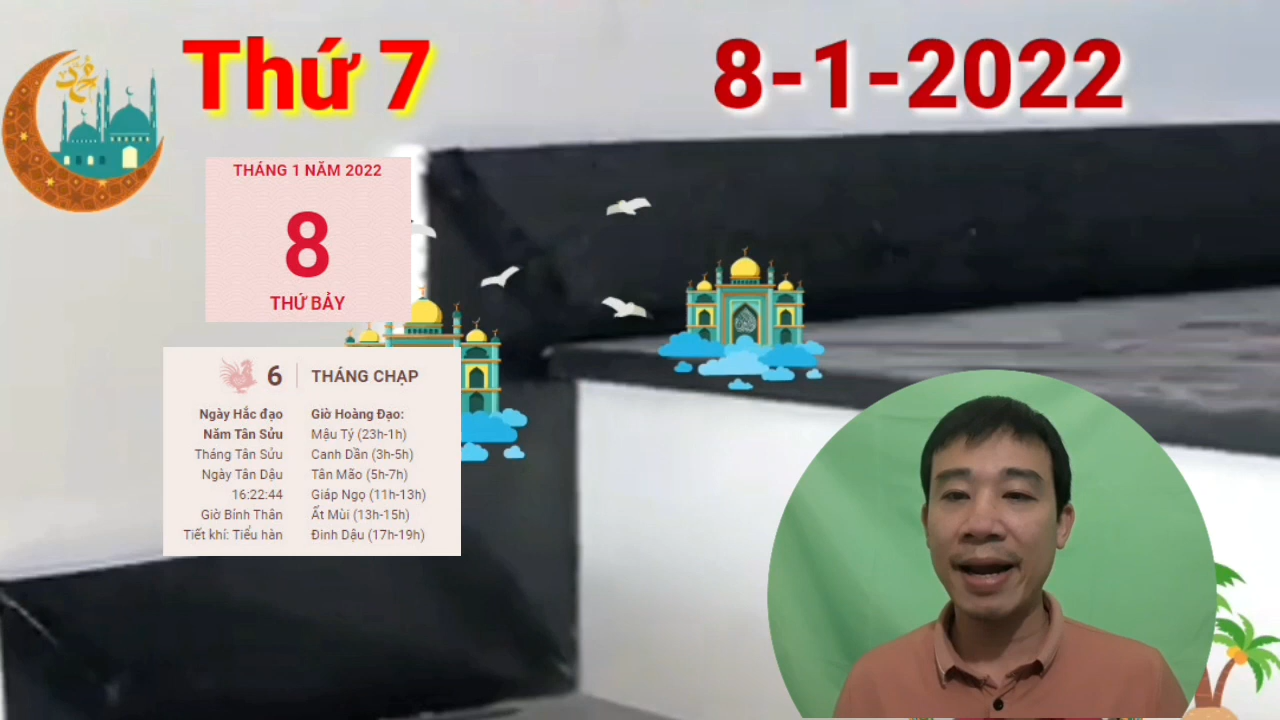 Thứ 7
8-1-2022
THÁNG 1 NĂM 2022
8
THỨ BẢY
6
THÁNG CHẠP
Ngày Hắc đạo
Năm Tân Sửu
Tháng Tân Sửu
Ngày Tân Dậu
16:22:44
Giờ Bính Thân
Tiết khí: Tiểu hàn
Giờ Hoàng Đạo:
Mậu Tý (23h-1h)
Canh Dần (3h-5h)
Tân Mão (5h-7h)
Giáp Ngọ (11h-13h)
Ất Mùi (13h-15h)
Đinh Dậu (17h-19h)